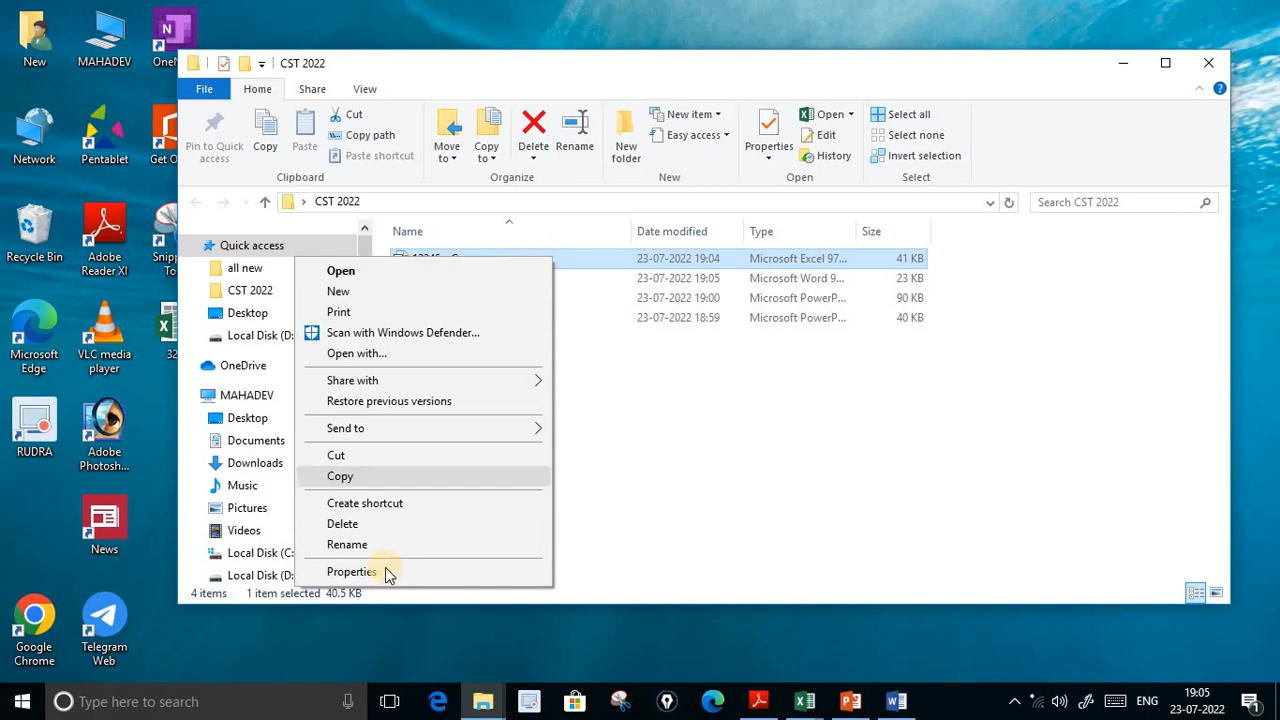 New
MAHADEV
CST 2022
File
Home
Share
View
Pin to Quick access
Copy
Paste
Cut
Copy path
Paste shortcut
Clipboard
Move to
Copy to
Delete
Rename
Organize
New folder
New item
Easy access
New
Properties
Open
Edit
History
Open
Select all
Select none
Invert selection
Select
CST 2022
Search CST 2022
Name
Date modified
Type
Size
23-07-2022 19:04
Microsoft Excel 97...
41 KB
23-07-2022 19:05
Microsoft Word 9...
23 KB
23-07-2022 19:00
Microsoft PowerP...
90 KB
23-07-2022 18:59
Microsoft PowerP...
40 KB
Quick access
all new
CST 2022
Desktop
Local Disk (D:
OneDrive
MAHADEV
Desktop
Documents
Downloads
Music
Pictures
Videos
Local Disk (C:
Local Disk (D:
Open
New
Print
Scan with Windows Defender...
Open with...
Share with
Restore previous versions
Send to
Cut
Copy
Create shortcut
Delete
Rename
Properties
4 items
1 item selected 40.5 KB
Network
Pentablet
Recycle Bin
Adobe
Reader XI
Microsoft
Edge
VLC media
player
32
RUDRA
Adobe
Photosh...
News
Google
Chrome
Telegram
Web
Type here to search
ENG
19:05
23-07-2022
1